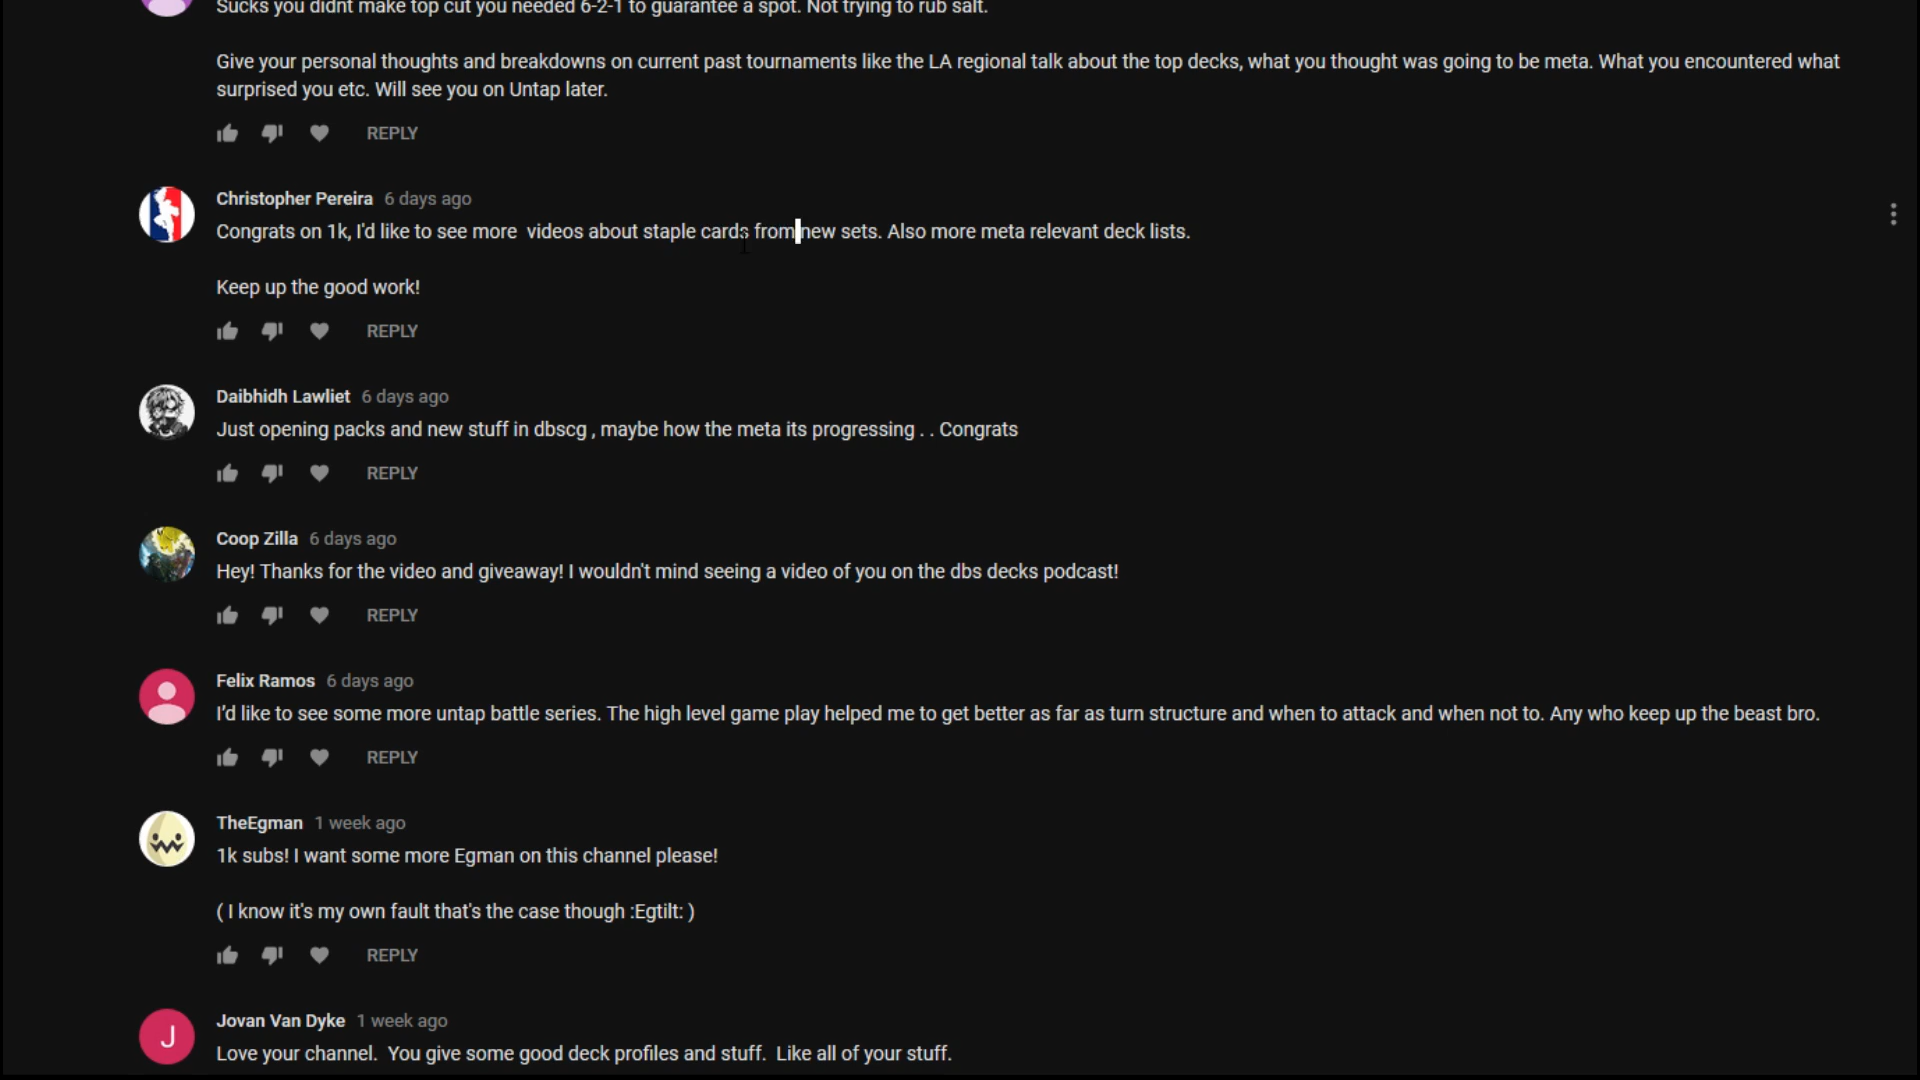 Sucks you didnt make top cut you needed 6-2-1 to guarantee a spot. Not trying to rub salt.
Give your personal thoughts and breakdowns on current past tournaments like the LA regional talk about the top decks, what you thought was going to be meta. What you encountered what
surprised you etc. Will see you on Untap later.
REPLY
Christopher Pereira 6 days ago
Congrats on 1k, I'd like to see more  videos about staple cards from new sets. Also more meta relevant deck lists.
Keep up the good work!
REPLY
Daibhidh Lawliet 6 days ago
Just opening packs and new stuff in dbscg , maybe how the meta its progressing . . Congrats
REPLY
Coop Zilla 6 days ago
Hey! Thanks for the video and giveaway! I wouldn't mind seeing a video of you on the dbs decks podcast!
REPLY
Felix Ramos 6 days ago
I'd like to see some more untap battle series. The high level game play helped me to get better as far as turn structure and when to attack and when not to. Any who keep up the beast bro.
REPLY
TheEgman 1 week ago
1k subs! I want some more Egman on this channel please!
( I know it's my own fault that's the case though :Egtilt: )
REPLY
J
Jovan Van Dyke 1 week ago
Love your channel.  You give some good deck profiles and stuff.  Like all of your stuff.